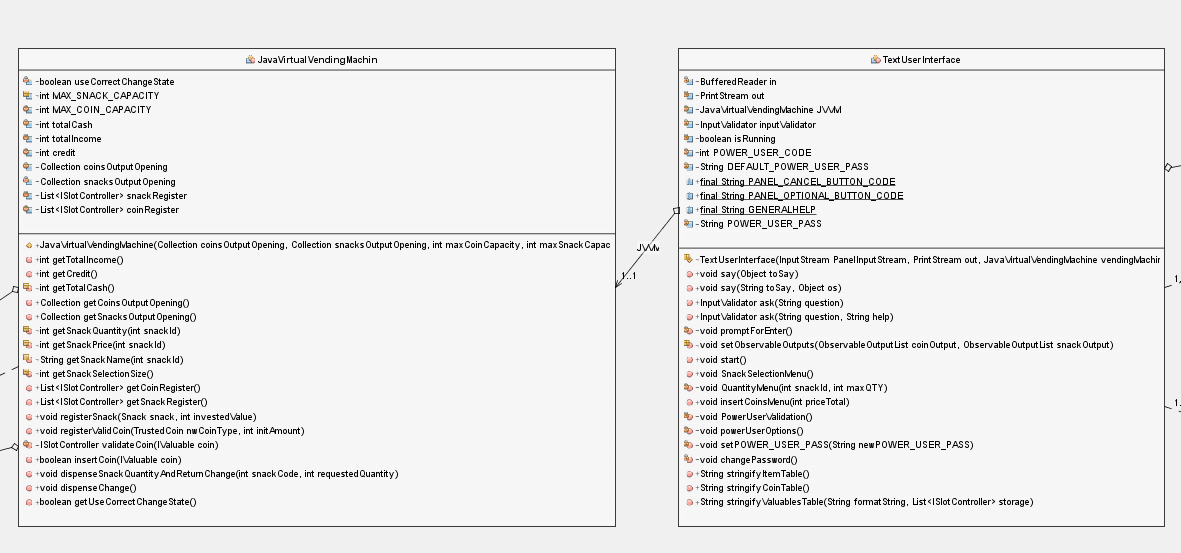 JavaVirtualVendingMachin
-boolean useCorrectChangeState
-int MAX_SNACK_CAPACITY
-int MAX_COIN_CAPACITY
-int totalCash
-int totalIncome
-int credit
-Collection coinsOutputOpening
-Collection snacksOutputOpening
-List<ISlotController> snackRegister
-List<ISlotController> coinRegister
+JavaVirtualVendingMachine(Collection coinsOutputOpening, Collection snacksOutputOpening, int maxCoinCapacity, int maxSnackCapac
+int getTotalIncome()
+int getCredit()
-int getTotalCash()
+Collection getCoinsOutputOpening()
+Collection getSnacksOutputOpening()
-int getSnackQuantity(int snackId)
-int getSnackPrice(int snackId)
-String getSnackName(int snackId)
-int getSnackSelectionSize()
+List<ISlotController> getCoinRegister()
+List<ISlotController> getSnackRegister()
+void registerSnack(Snack snack, int investedValue)
+void registerValidCoin(TrustedCoin nwCoinType, int initAmount)
-ISlotController validateCoin(IValuable coin)
+boolean insertCoin(IValuable coin)
+void dispenseSnackQuantityAndReturnChange(int snackCode, int requestedQuantity)
+void dispenseChange()
+boolean getUseCorrectChangeState()
JVVM
1..1
TextUserInterface
-BufferedReader in
-PrintStream out
-JavaVirtualVendingMachine JVVM
-InputValidator inputValidator
-boolean isRunning
-int POWER_USER_CODE
-String DEFAULT_POWER_USER_PASS
+final String PANEL_CANCEL_BUTTON_CODE
+final String PANEL_OPTIONAL_BUTTON_CODE
+final String GENERALHELP
-String POWER_USER_PASS
-TextUserInterface(InputStream PanelInputStream, PrintStream out, JavaVirtualVendingMachine vendingMachin
+void say(Object toSay)
+void say(String toSay, Object os)
+InputValidator ask(String question)
+InputValidator ask(String question, String help)
-void promptForEnter()
-void setObservableOutputs(ObservableOutputList coinOutput, ObservableOutputList snackOutput)
+void start()
+void SnackSelectionMenu()
-void QuantityMenu(int snackId, int maxQTY)
+void insertCoinsMenu(int priceTotal)
-void PowerUserValidation()
-void powerUserOptions()
-void setPOWER_USER_PASS(String newPOWER_USER_PASS)
-void changePassword()
+String stringifyItemTable()
+String stringifyCoinTable()
+String stringifyValuablesTable(String formatString, List<ISlotController> storage)
1.
1.